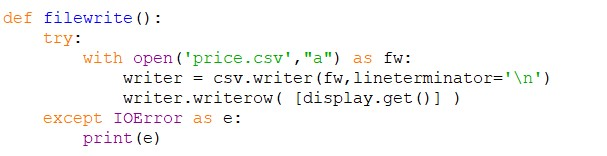 def filewrite():
    try:
        with open('price.csv',"a") as fw:
            writer = csv.writer(fw,lineterminator='\n')
            writer.writerow( [display.get()] )
    except IOError as e:
        print(e)